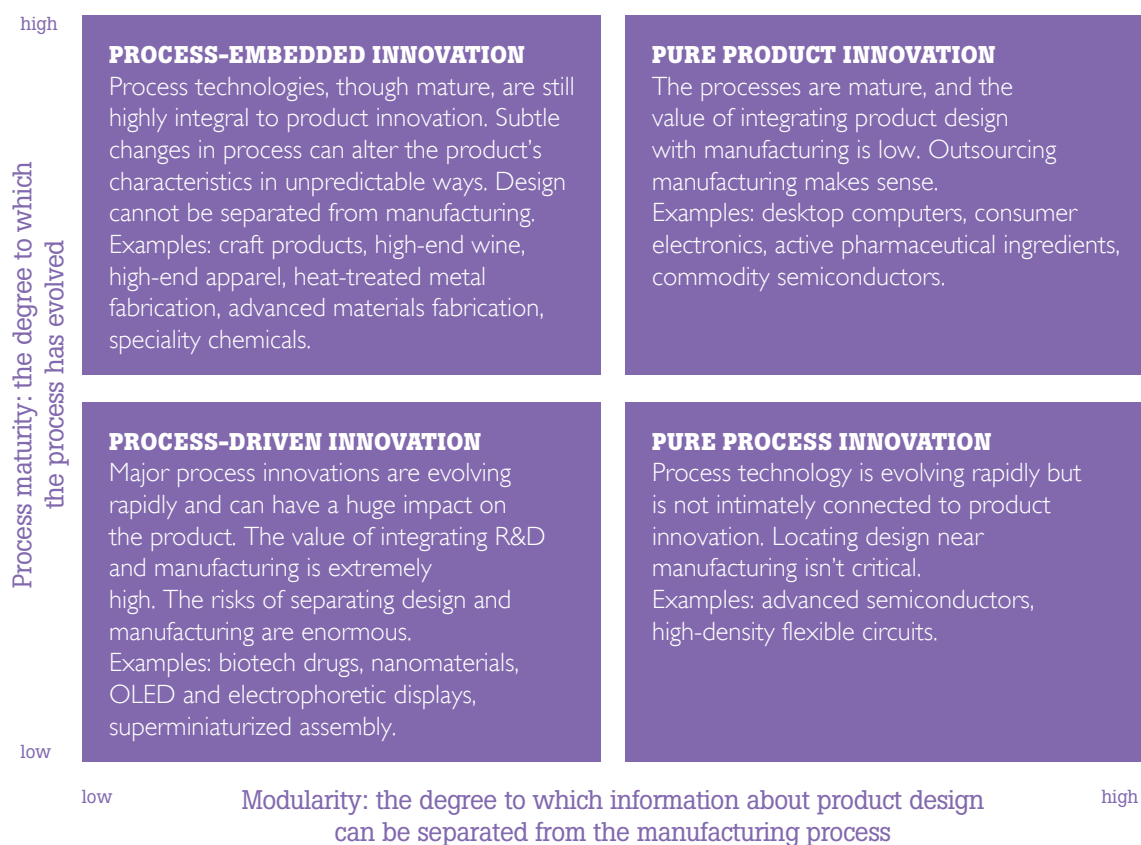 high
PROCESS-EMBEDDED INNOVATION
Process technologies, though mature, are still
highly integral to product innovation. Subtle
changes in process can alter the product's
characteristics in unpredictable ways. Design
cannot be separated from manufacturing.
Examples: craft products, high-end wine,
high-end apparel, heat-treated metal
fabrication, advanced materials fabrication,
speciality chemicals.
PURE PRODUCT INNOVATION
The processes are mature, and the
value of integrating product design
with manufacturing is low. Outsourcing
manufacturing makes sense.
Examples: desktop computers, consumer
electronics, active pharmaceutical ingredients,
commodity semiconductors.
Process maturity: the degree to which
the process has evolved
PROCESS-DRIVEN INNOVATION
Major process innovations are evolving
rapidly and can have a huge impact on
the product. The value of integrating R&D
and manufacturing is extremely
high. The risks of separating design and
manufacturing are enormous.
Examples: biotech drugs, nanomaterials,
OLED and electrophoretic displays,
superminiaturized assembly.
PURE PROCESS INNOVATION
Process technology is evolving rapidly but
is not intimately connected to product
innovation. Locating design near
manufacturing isn't critical.
Examples: advanced semiconductors,
high-density flexible circuits.
low
low
Modularity: the degree to which information about product design
can be separated from the manufacturing process
high